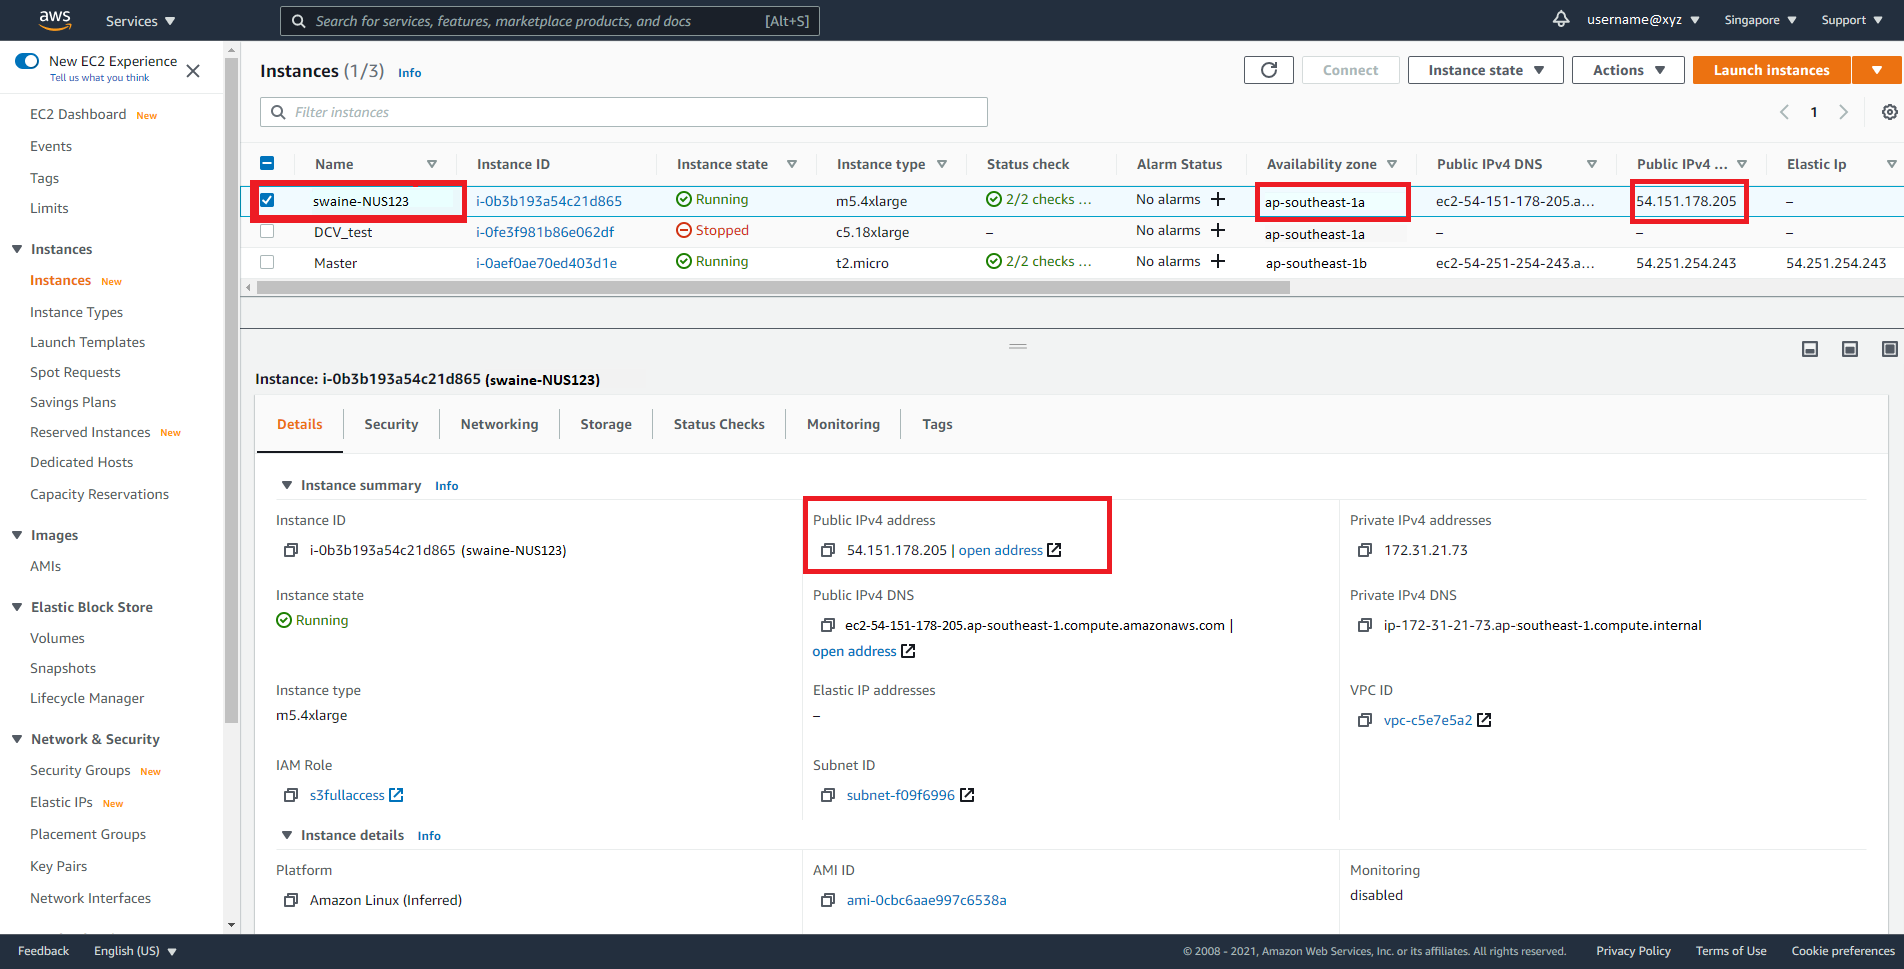 aws Services Search for services, features, marketplace products, and docs [Alt+S] username@xyz Singapore Support
New EC2 Experience
Tell us what you think
EC2 Dashboard New
Events
Tags
Limits
Instances
Instances New
Instance Types
Launch Templates
Spot Requests
Savings Plans
Reserved Instances New
Dedicated Hosts
Capacity Reservations
Images
AMIs
Elastic Block Store
Volumes
Snapshots
Lifecycle Manager
Network & Security
Security Groups New
Elastic IPs New
Placement Groups
Key Pairs
Network Interfaces
Instances (1/3) Info Connect Instance state Actions Launch instances
Filter instances 1
Name Instance ID Instance state Instance type Status check Alarm Status Availability zone Public IPv4 DNS Public IPv4 ... Elastic Ip
swaine-NUS123 i-0b3b193a54c21d865 Running m5.4xlarge 2/2 checks ... No alarms + ap-southeast-1a ec2-54-151-178-205.a... 54.151.178.205 –
DCV_test i-0fe3f981b86e062df Stopped c5.18xlarge – No alarms + ap-southeast-1a – – –
Master i-0aef0ae70ed403d1e Running t2.micro 2/2 checks ... No alarms + ap-southeast-1b ec2-54-251-254-243.a... 54.251.254.243 54.251.254.243
Instance: i-0b3b193a54c21d865 (swaine-NUS123)
Details Security Networking Storage Status Checks Monitoring Tags
Instance summary Info
Instance ID Public IPv4 address Private IPv4 addresses
i-0b3b193a54c21d865 (swaine-NUS123) 54.151.178.205 | open address 172.31.21.73
Instance state Public IPv4 DNS Private IPv4 DNS
Running ec2-54-151-178-205.ap-southeast-1.compute.amazonaws.com | ip-172-31-21-73.ap-southeast-1.compute.internal
open address
Instance type Elastic IP addresses VPC ID
m5.4xlarge – vpc-c5e7e5a2
IAM Role Subnet ID
s3fullaccess subnet-f09f6996
Instance details Info
Platform AMI ID Monitoring
Amazon Linux (Inferred) ami-0cbc6aae997c6538a disabled
Feedback English (US) © 2008 - 2021, Amazon Web Services, Inc. or its affiliates. All rights reserved. Privacy Policy Terms of Use Cookie preferences